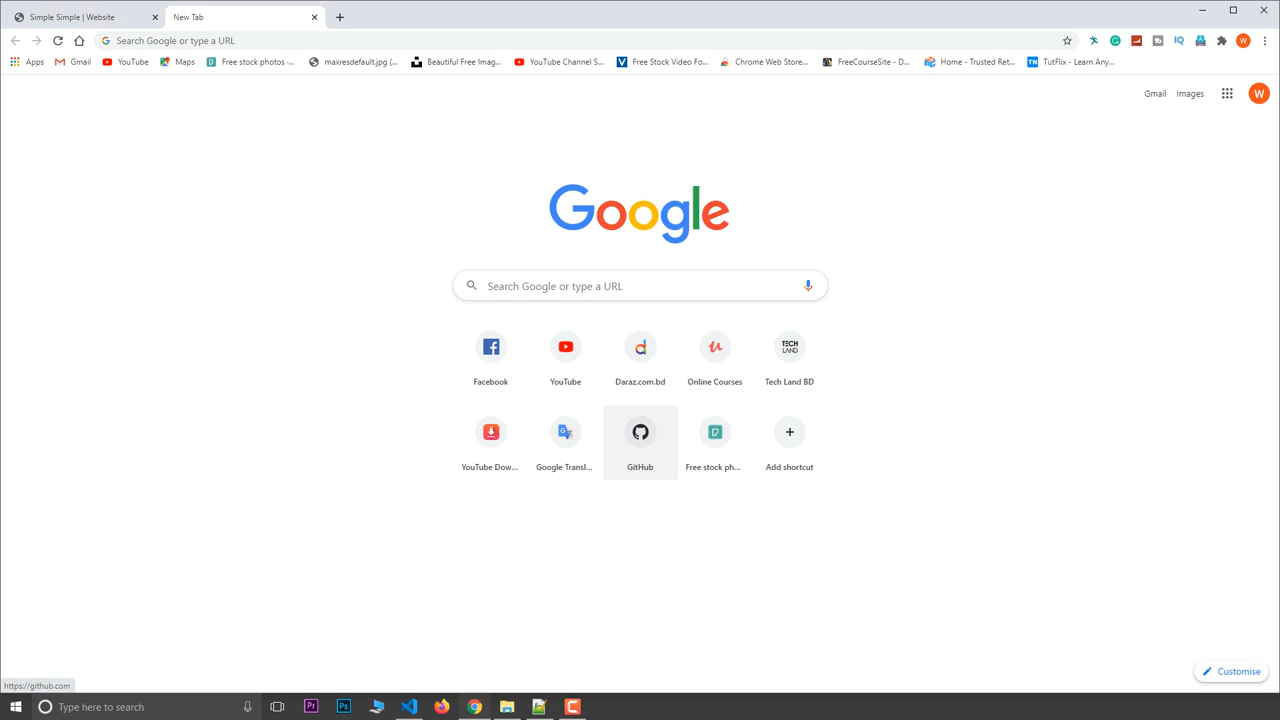 Simple Simple | Website
New Tab
Search Google or type a URL
IQ
W
Apps
Gmail
YouTube
Maps
Free stock photos -...
maxresdefault.jpg (...
Beautiful Free Imag...
YouTube Channel S...
Free Stock Video Fo...
Chrome Web Store...
FreeCourseSite - D...
Home - Trusted Ret...
TN
TutFlix - Learn Any...
Gmail
Images
W
Google
Search Google or type a URL
TECH
LAND
Facebook
YouTube
Daraz.com.bd
Online Courses
Tech Land BD
YouTube Dow...
Google Transl...
GitHub
Free stock ph...
Add shortcut
Customise
https://github.com
Type here to search
Pr
Ps